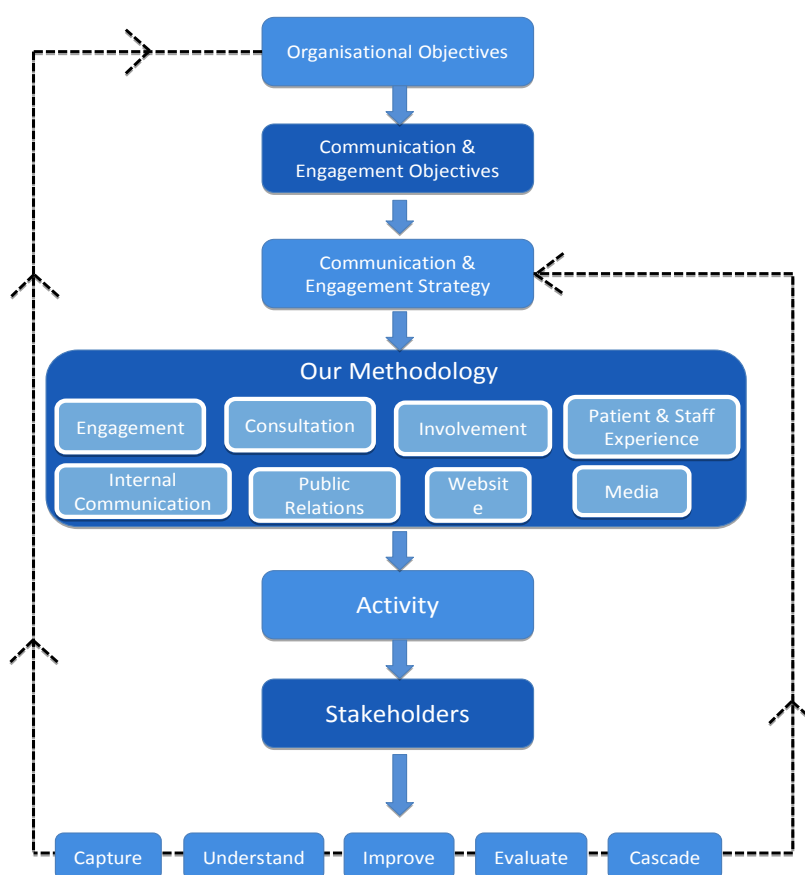 Organisational Objectives
Communication &
Engagement Objectives
Communication &
Engagement Strategy
Our Methodology
Engagement
Consultation
Involvement
Patient & Staff
Experience
Internal
Communication
Public
Relations
Websit
e
Media
Activity
Stakeholders
Capture
Understand
Improve
Evaluate
Cascade